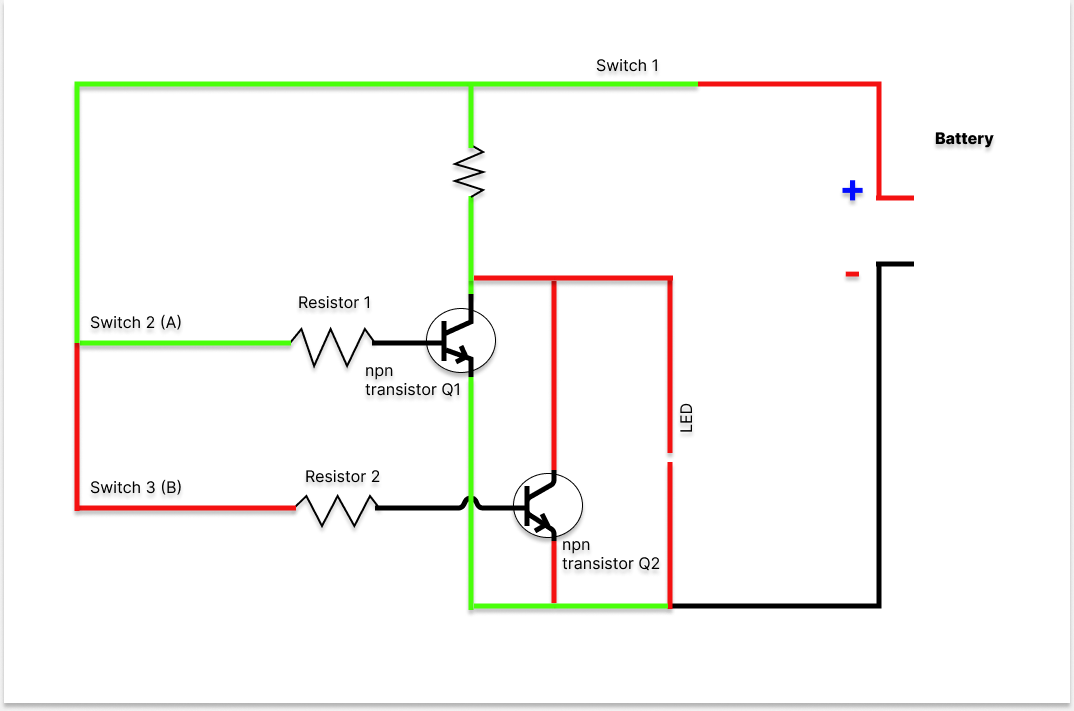 Switch 1
Battery
+
-
Resistor 1
Switch 2 (A)
npn
transistor Q1
LED
Resistor 2
Switch 3 (B)
npn
transistor Q2